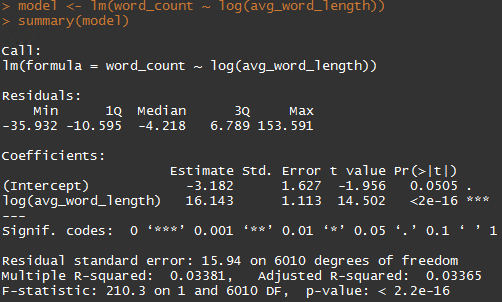 > model <- lm(word_count ~ log(avg_word_length))
> summary(model)
Call:
lm(formula = word_count ~ log(avg_word_length))
Residuals:
Min 1Q Median 3Q Max
-35.932 -10.595 -4.218 6.789 153.591
Coefficients:
Estimate Std. Error t value Pr(>|t|)
(Intercept) -3.182 1.627 -1.956 0.0505 .
log(avg_word_length) 16.143 1.113 14.502 <2e-16 ***
---
Signif. codes: 0 ‘***’ 0.001 ‘**’ 0.01 ‘*’ 0.05 ‘.’ 0.1 ‘ ’ 1
Residual standard error: 15.94 on 6010 degrees of freedom
Multiple R-squared: 0.03381, Adjusted R-squared: 0.03365
F-statistic: 210.3 on 1 and 6010 DF, p-value: < 2.2e-16